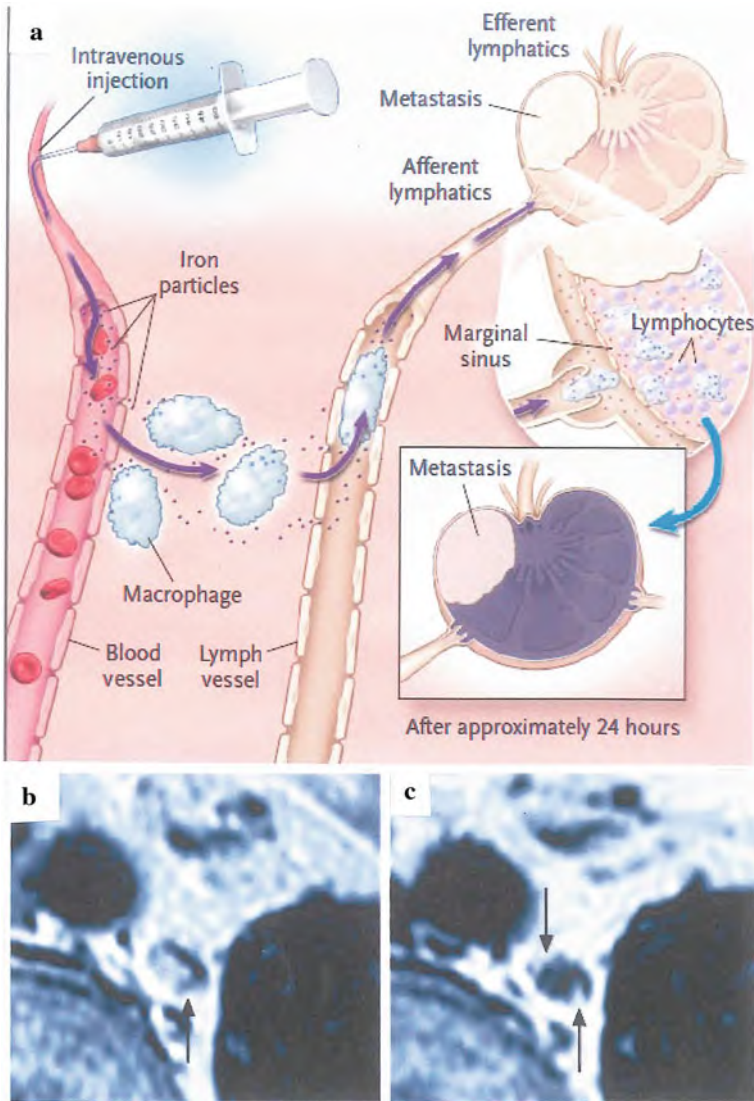 a
Intravenous
injection
Efferent
lymphatics
Metastasis
Afferent
lymphatics
Iron
particles
Marginal
sinus
Lymphocytes
Metastasis
Macrophage
Blood
vessel
Lymph
vessel
After approximately 24 hours
b
c